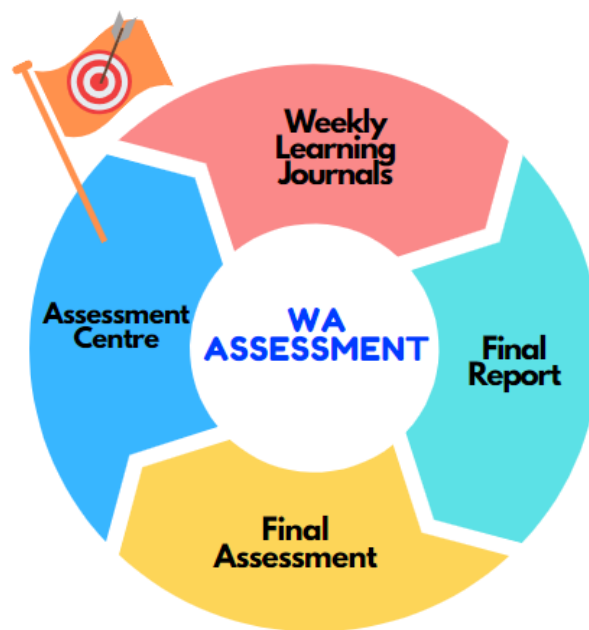 Weekly
Learning
Journals
WA
ASSESSMENT
Assessment
Centre
Final
Report
Final
Assessment